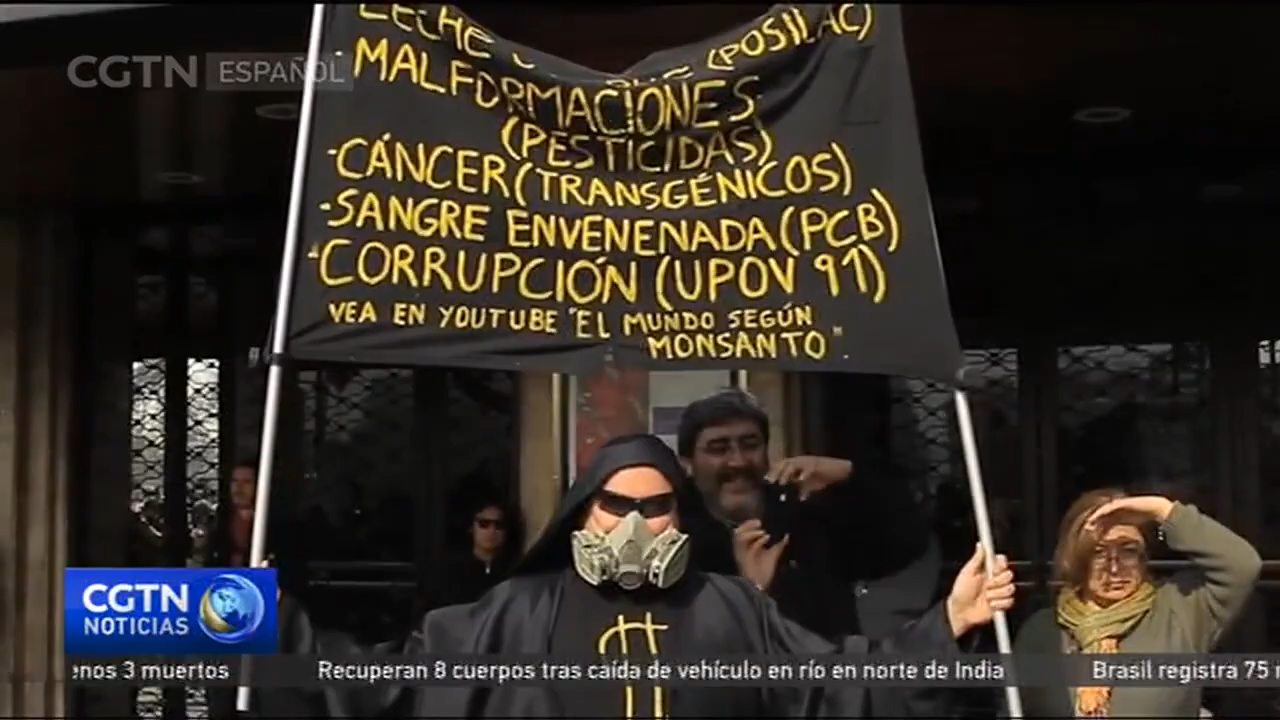 CGTN ESPAÑOL
LECHE (POSILAC)
- MALFORMACIONES
(PESTICIDAS)
-CÁNCER (TRANSGÉNICOS)
-SANGRE ENVENENADA (PCB)
-CORRUPCIÓN (UPOV 91)
VEA EN YOUTUBE "EL MUNDO SEGÚN
MONSANTO".
CGTN
NOTICIAS
enos 3 muertos Recuperan 8 cuerpos tras caída de vehículo en río en norte de India Brasil registra 75